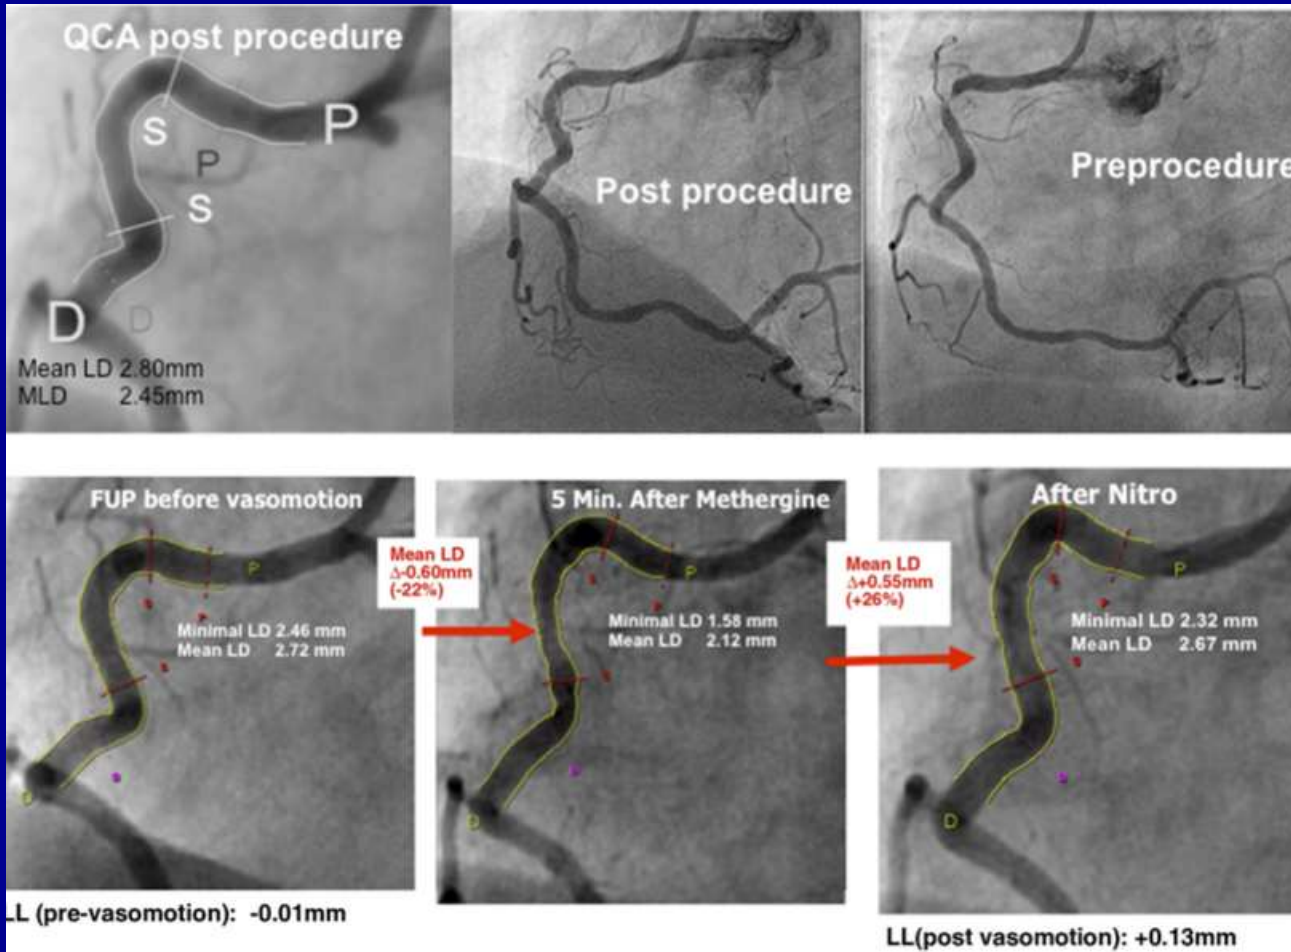 QCA post procedure
S
P
P
S
D
D
Mean LD 2.80mm
MLD 2.45mm
Post procedure
Preprocedure
FUP before vasomotion
P
s
P
Minimal LD 2.46 mm
Mean LD 2.72 mm
s
s
D
Mean LD
Δ-0.60mm
(-22%)
5 Min. After Methergine
P
s
P
Minimal LD 1.58 mm
Mean LD 2.12 mm
s
D
Mean LD
Δ+0.55mm
(+26%)
After Nitro
P
s
P
Minimal LD 2.32 mm
Mean LD 2.67 mm
s
s
D
LL (pre-vasomotion): -0.01mm
LL(post vasomotion): +0.13mm